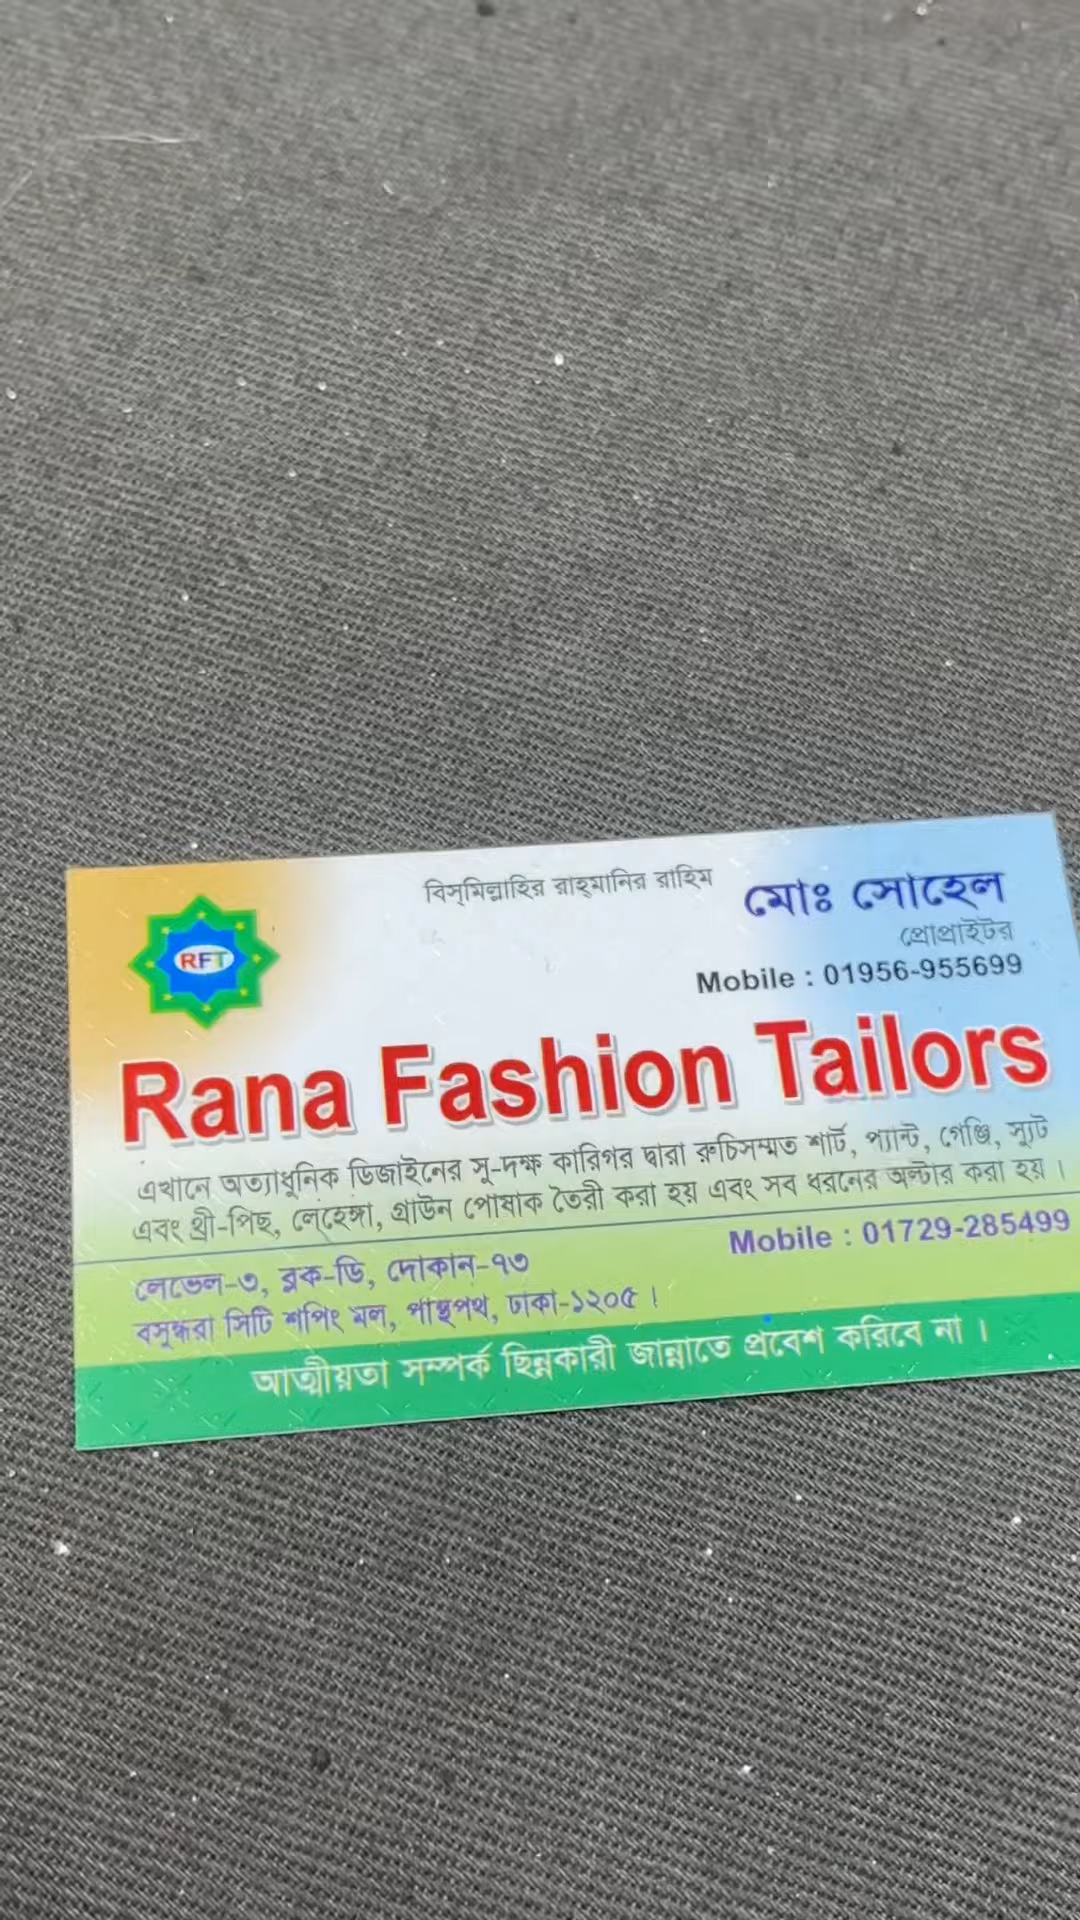 বিস্‌মিল্লাহির রাহ্‌মানির রাহিম
মোঃ সোহেল
প্রোপ্রাইটর
Mobile : 01956-955699
RFT
Rana Fashion Tailors
এখানে অত্যাধুনিক ডিজাইনের সু-দক্ষ কারিগর দ্বারা রুচিসম্মত শার্ট, প্যান্ট, গেঞ্জি, স্যুট
এবং থ্রী-পিছ, লেহেঙ্গা, গ্রাউন পোষাক তৈরী করা হয় এবং সব ধরনের অল্টার করা হয় ।
লেভেল-৩, ব্লক-ডি, দোকান-৭৩
Mobile : 01729-285499
বসুন্ধরা সিটি শপিং মল, পান্থপথ, ঢাকা-১২০৫ ।
আত্মীয়তা সম্পর্ক ছিন্নকারী জান্নাতে প্রবেশ করিবে না ।